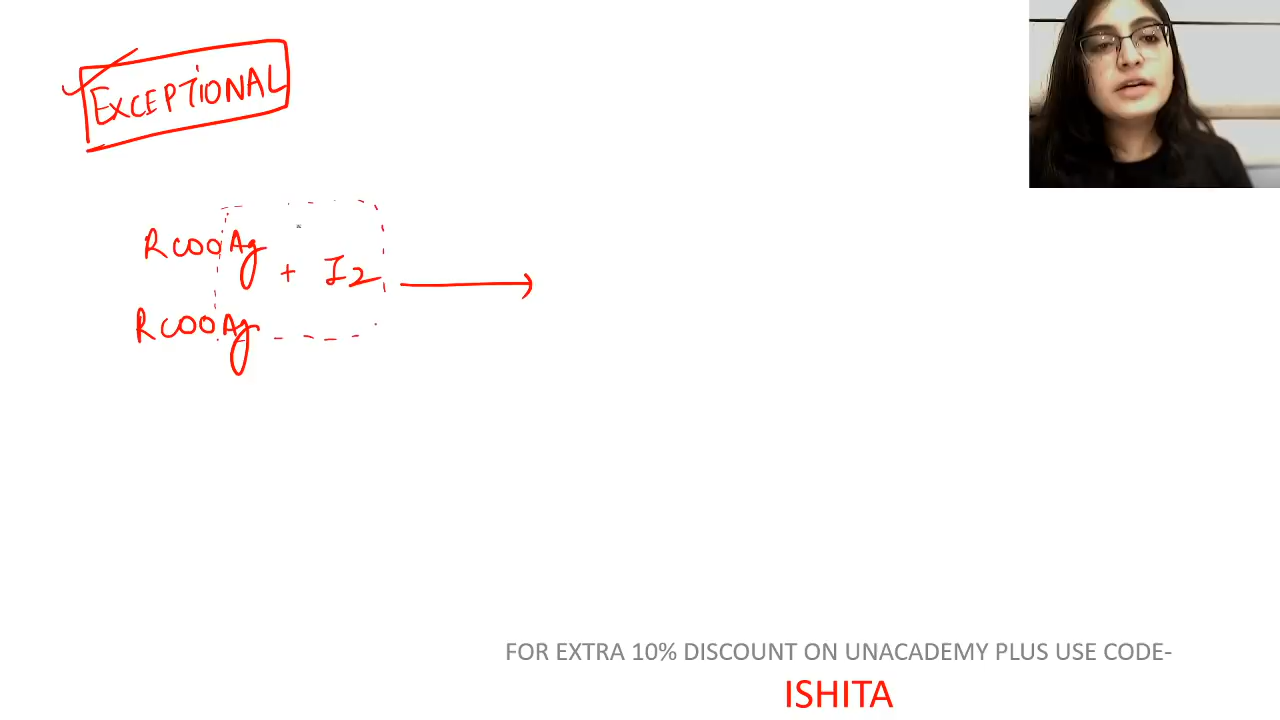 EXCEPTIONAL
RCOOAg
+ I2
RCOOAg
FOR EXTRA 10% DISCOUNT ON UNACADEMY PLUS USE CODE-
ISHITA